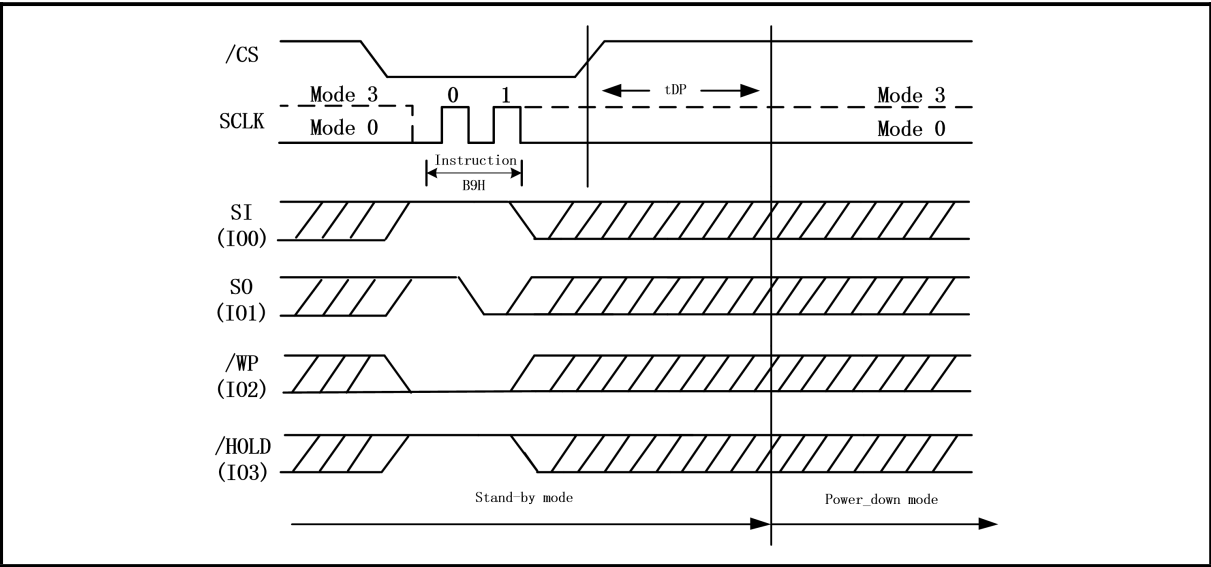 /CS
tDP
Mode 3 0 1 Mode 3
SCLK
Mode 0 Mode 0
Instruction
B9H
SI
(IO0)
SO
(IO1)
/WP
(IO2)
/HOLD
(IO3)
Stand-by mode Power_down mode